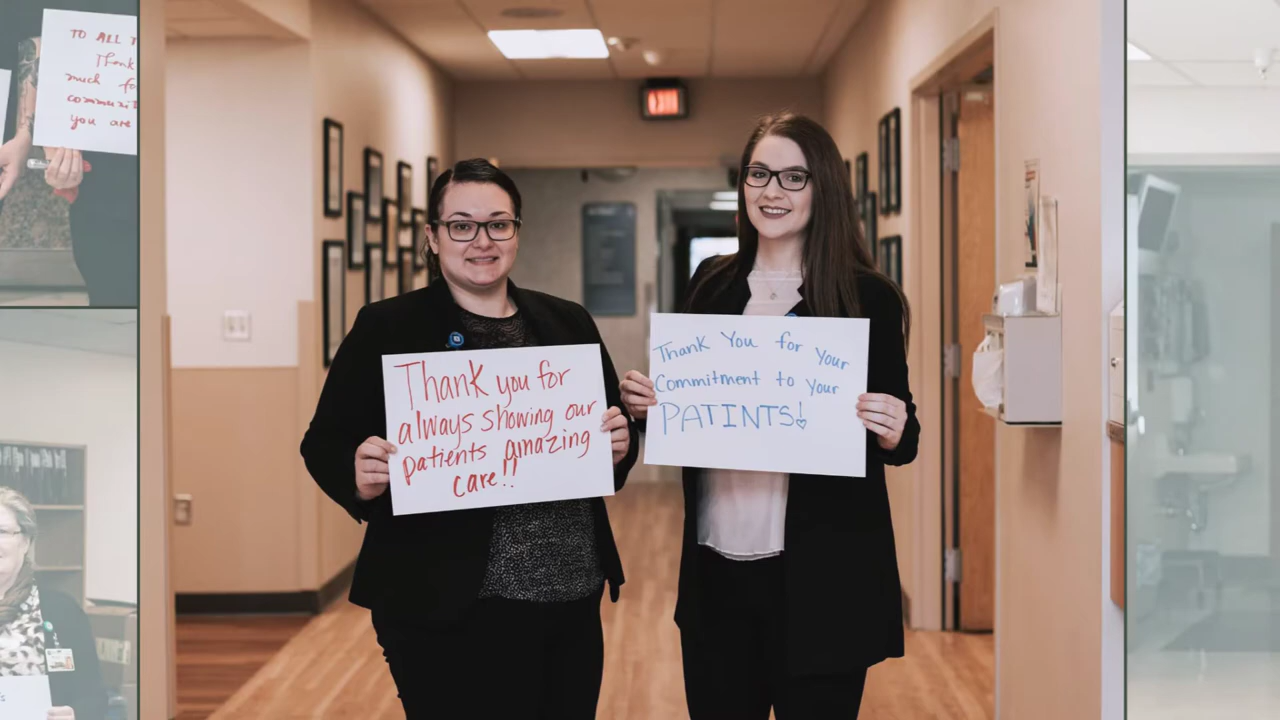 TO ALL
Thank
much
you are
Thank you for
always showing our
patients amazing
care!!
Thank You for Your
Commitment to Your
PATINTS!